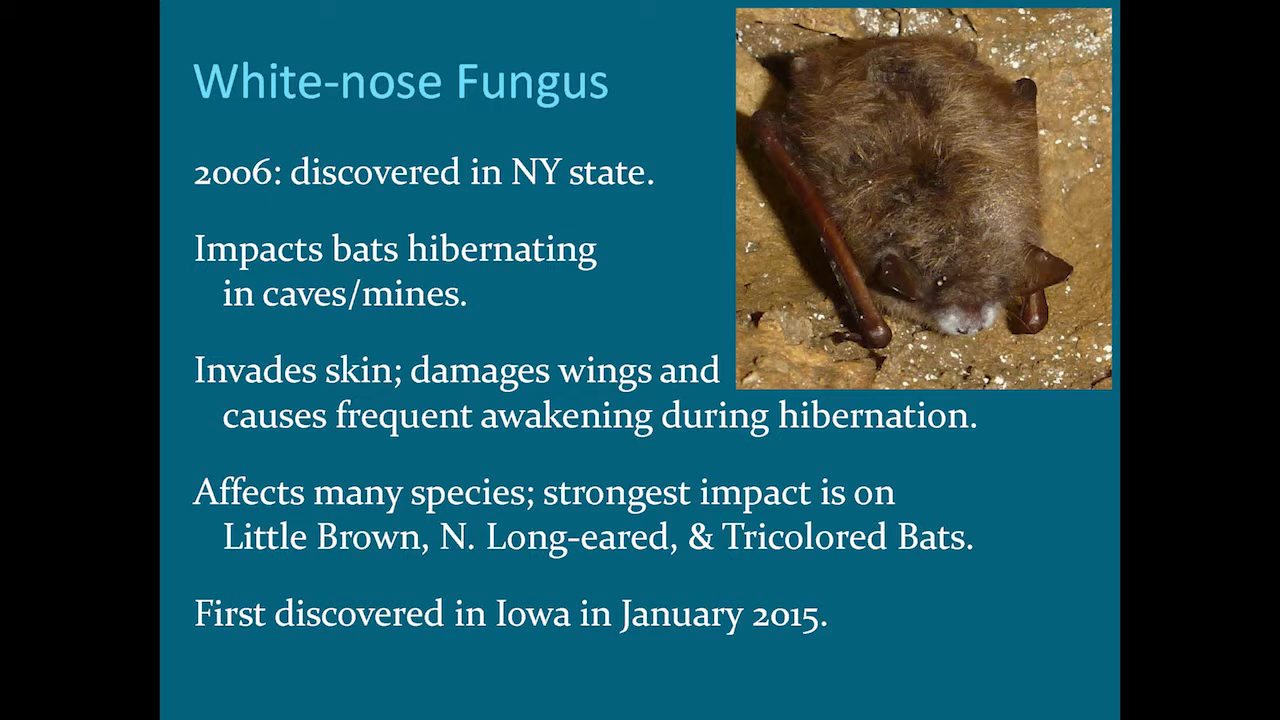 White-nose Fungus
2006: discovered in NY state.
Impacts bats hibernating
in caves/mines.
Invades skin; damages wings and
causes frequent awakening during hibernation.
Affects many species; strongest impact is on
Little Brown, N. Long-eared, & Tricolored Bats.
First discovered in Iowa in January 2015.